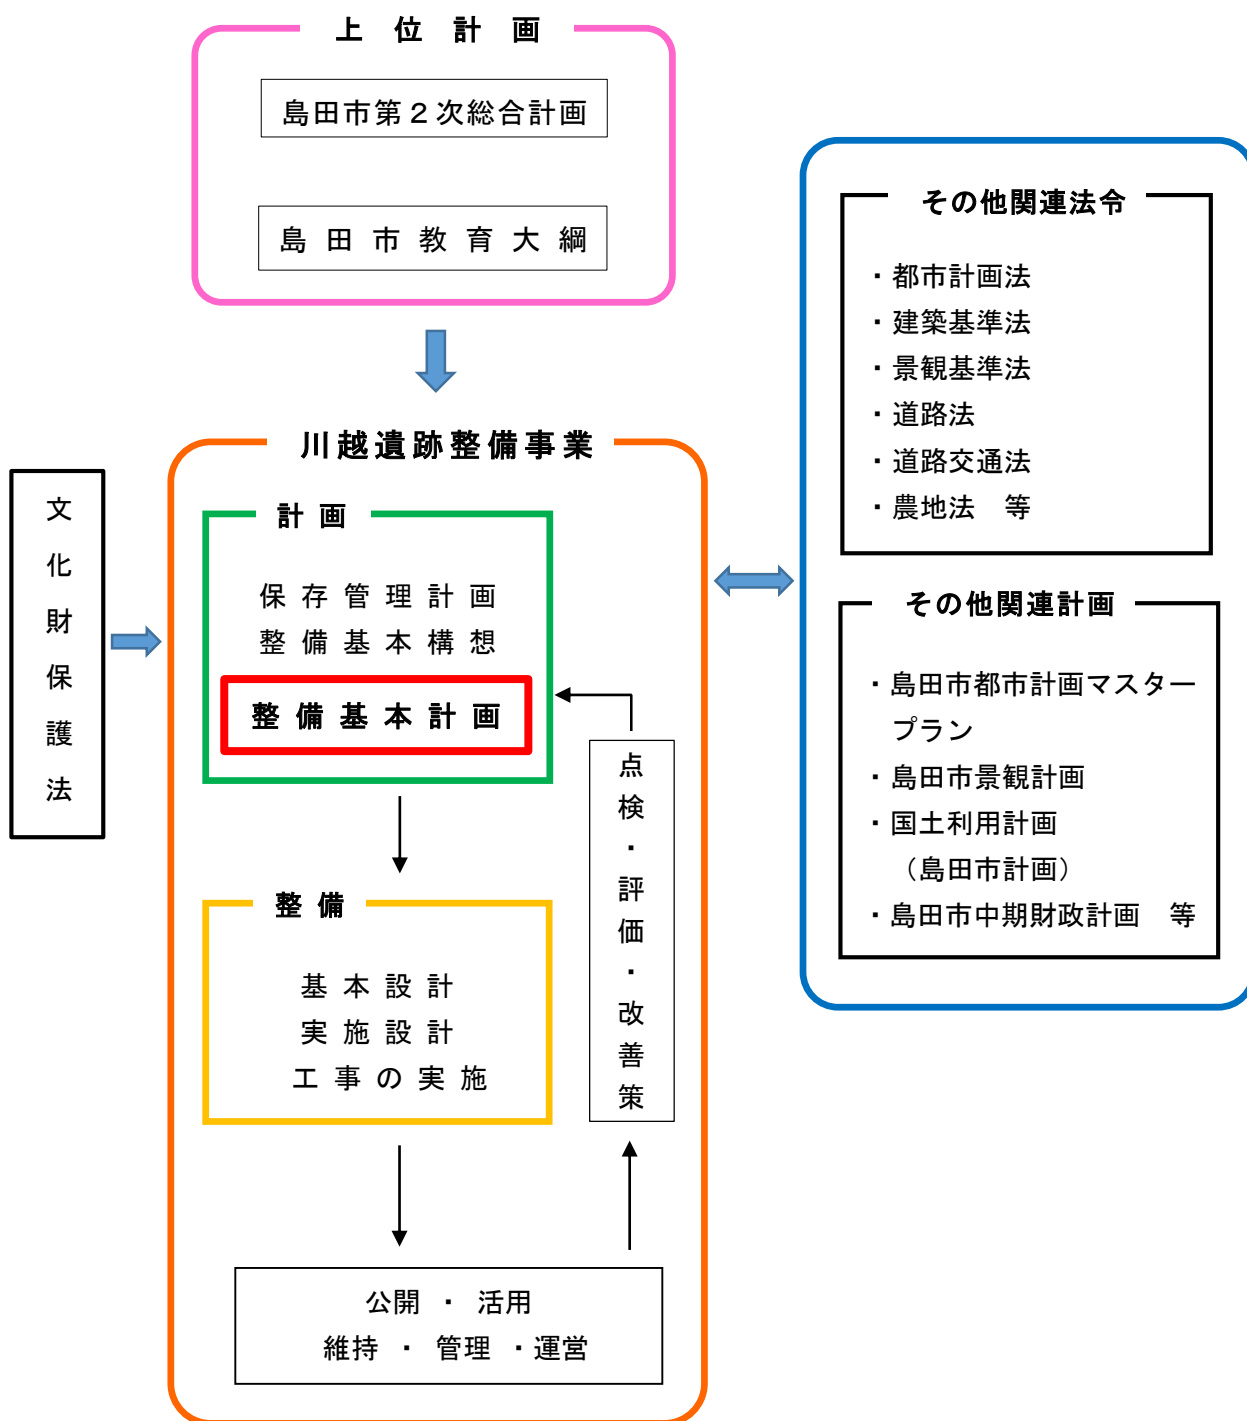 上位計画
島田市第２次総合計画
島田市教育大綱
川越遺跡整備事業
文化財保護法
計画
保存管理計画
整備基本構想
整備基本計画
点検・評価・改善策
整備
基本設計
実施設計
工事の実施
公開・活用
維持・管理・運営
その他関連法令
・都市計画法
・建築基準法
・景観基準法
・道路法
・道路交通法
・農地法　等
その他関連計画
・島田市都市計画マスター
プラン
・島田市景観計画
・国土利用計画
（島田市計画）
・島田市中期財政計画　等